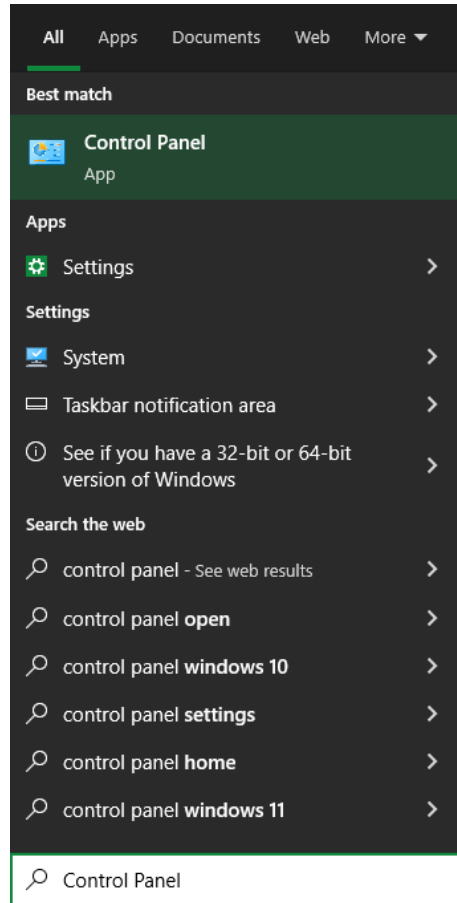 All Apps Documents Web More
Best match
Control Panel
App
Apps
Settings
Settings
System
Taskbar notification area
See if you have a 32-bit or 64-bit
version of Windows
Search the web
control panel - See web results
control panel open
control panel windows 10
control panel settings
control panel home
control panel windows 11
Control Panel